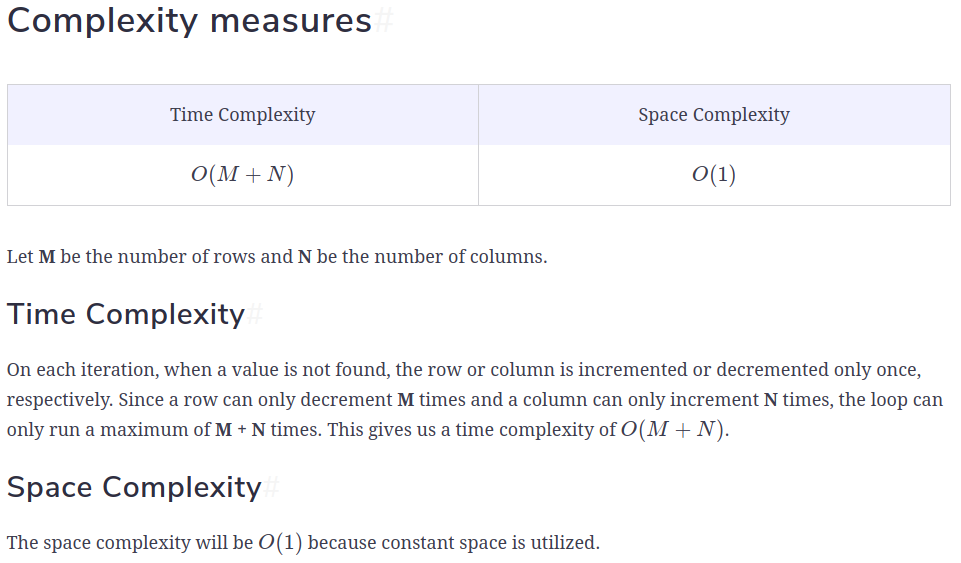 Complexity measures#
Time Complexity
Space Complexity
O(M + N)
O(1)
Let M be the number of rows and N be the number of columns.
Time Complexity#
On each iteration, when a value is not found, the row or column is incremented or decremented only once,
respectively. Since a row can only decrement M times and a column can only increment N times, the loop can
only run a maximum of M + N times. This gives us a time complexity of O(M + N).
Space Complexity#
The space complexity will be O(1) because constant space is utilized.